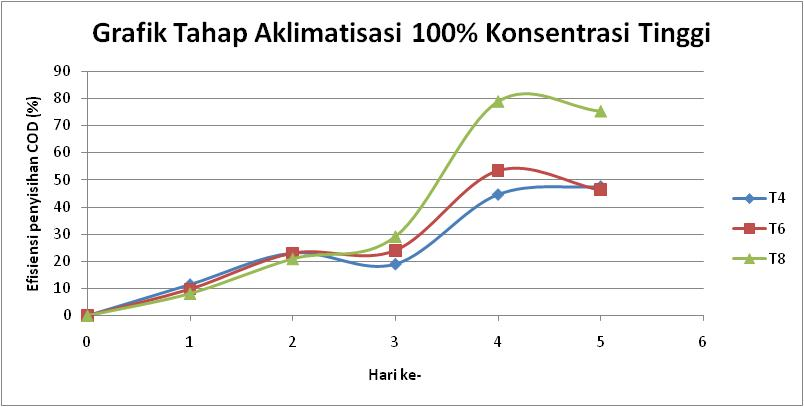 Grafik Tahap Aklimatisasi 100% Konsentrasi Tinggi
Efisiensi penyisihan COD (%)
90
80
70
60
50
40
30
20
10
0
0 1 2 3 4 5 6
Hari ke-
T4
T6
T8